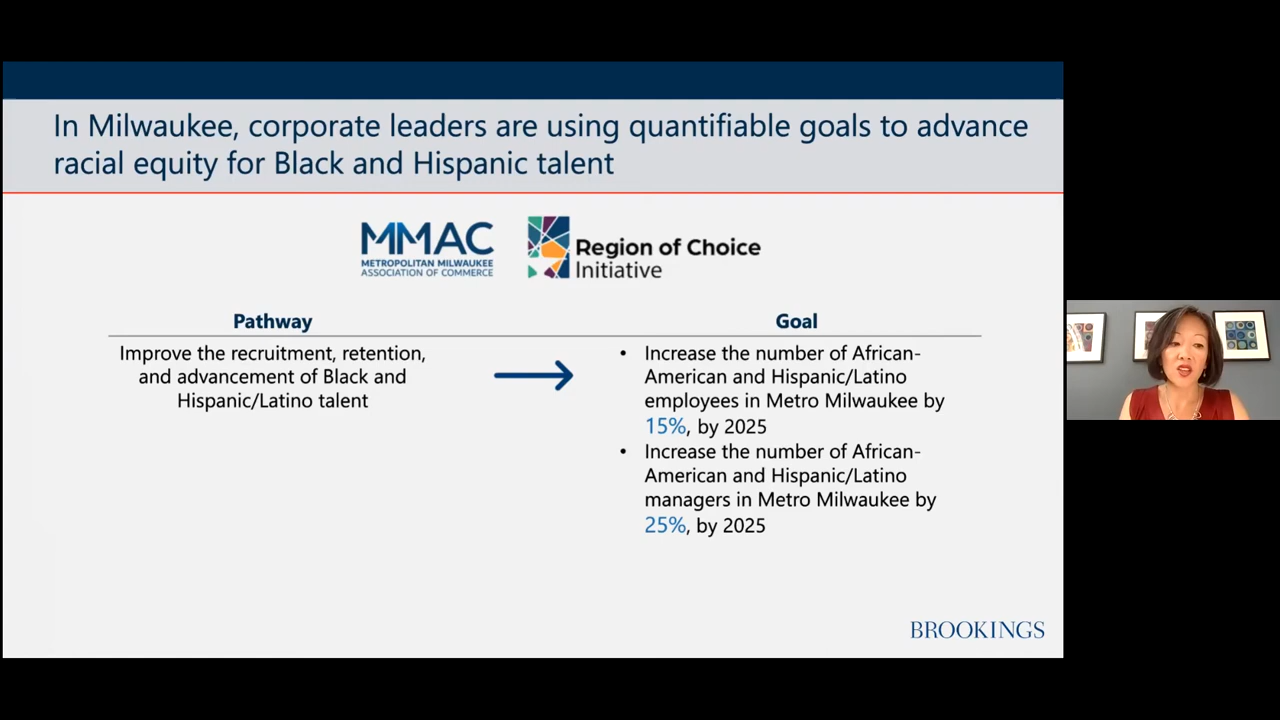 In Milwaukee, corporate leaders are using quantifiable goals to advance
racial equity for Black and Hispanic talent
MMAC
METROPOLITAN MILWAUKEE
ASSOCIATION OF COMMERCE
Region of Choice
Initiative
Pathway
Improve the recruitment, retention,
and advancement of Black and
Hispanic/Latino talent
Goal
• Increase the number of African-
American and Hispanic/Latino
employees in Metro Milwaukee by
15%, by 2025
• Increase the number of African-
American and Hispanic/Latino
managers in Metro Milwaukee by
25%, by 2025
BROOKINGS